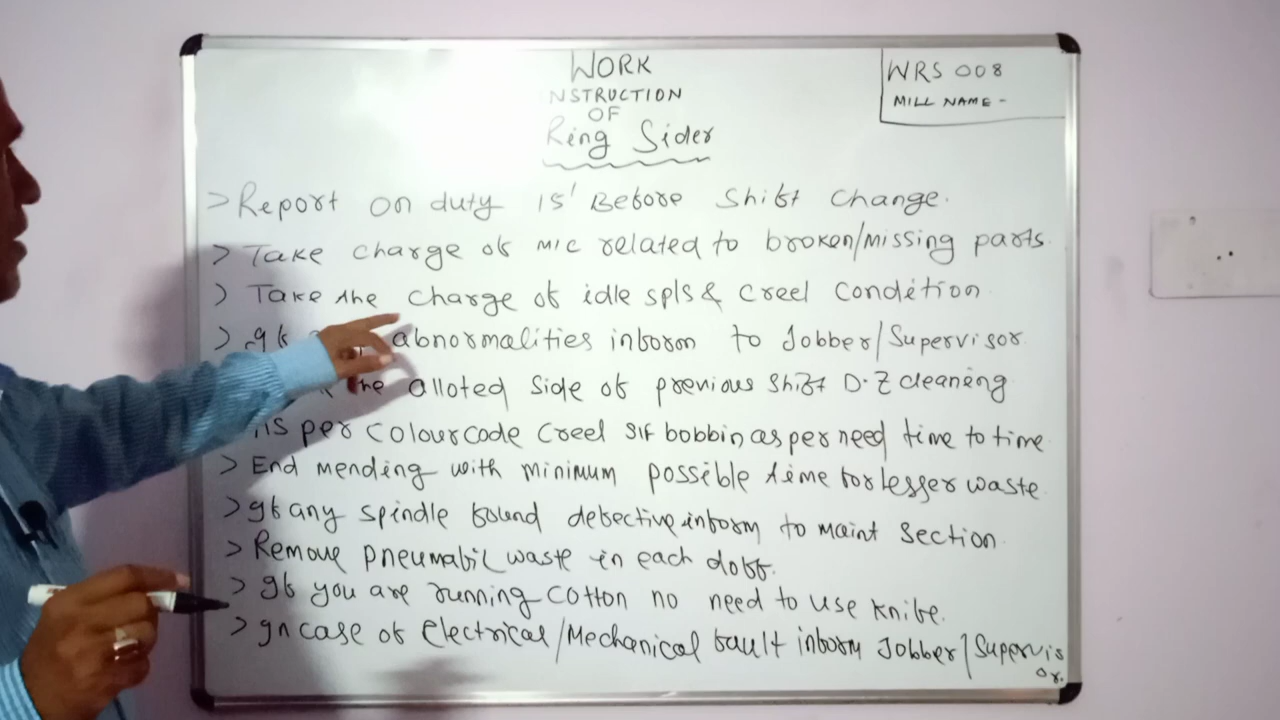 WORK
INSTRUCTION
OF
Ring Sider
WRS 008
MILL NAME -
> Report on duty 15' Before Shift Change.
> Take charge of m/c related to broken/missing parts.
> Take the charge of idle spls & Creel Condition
> If abnormalities inform to Jobber/Supervisor
the alloted side of previous shift D.Z cleaning
As per colour code Creel S/F bobbin as per need time to time
> End mending with minimum possible time for lesser waste
> If any spindle found defective inform to maint section
> Remove pneumafil waste in each doff.
> If you are running cotton no need to use knife.
> In case of Electrical/Mechanical fault inform Jobber/Supervis
or.